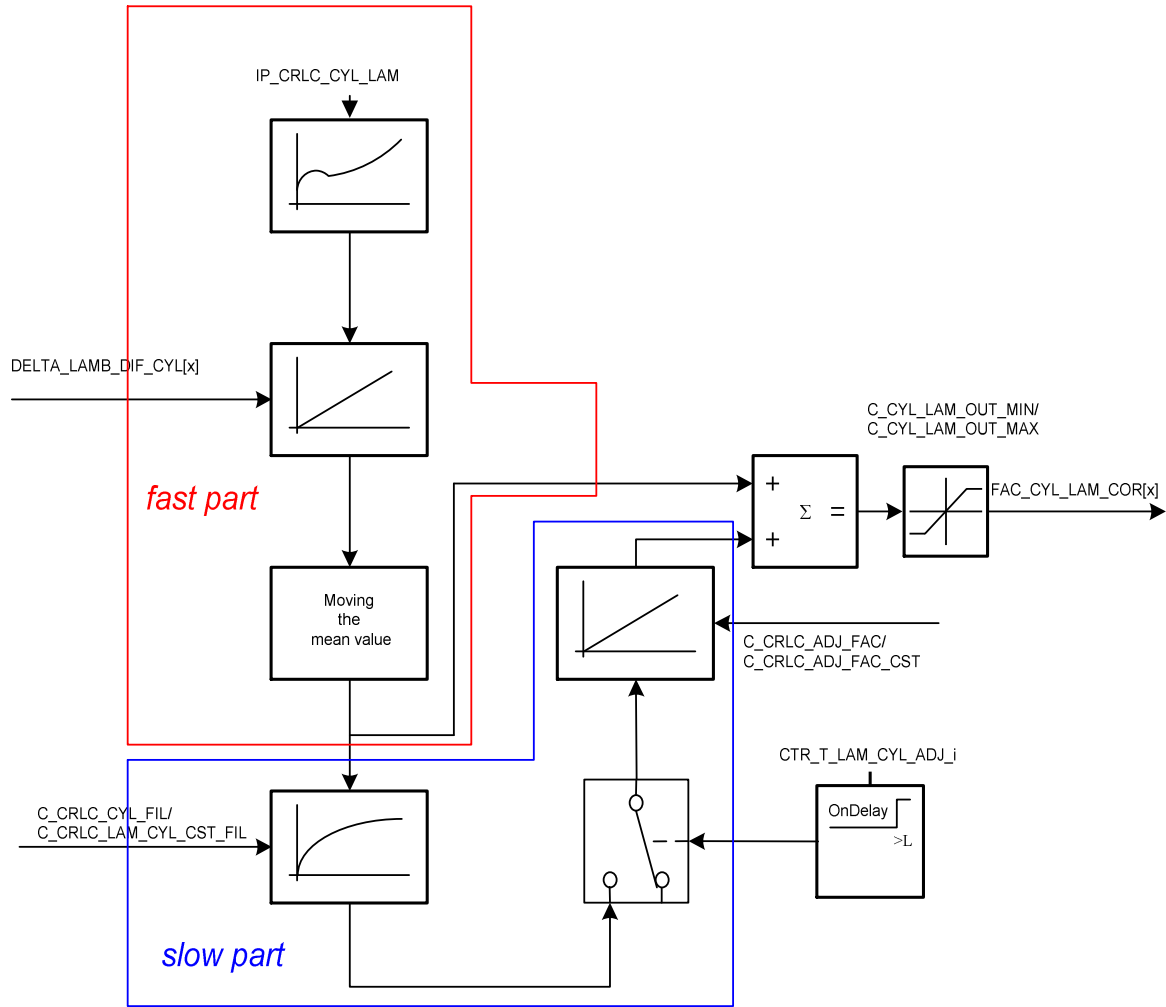 IP_CRLC_CYL_LAM
DELTA_LAMB_DIF_CYL[x]
fast part
C_CYL_LAM_OUT_MIN/
C_CYL_LAM_OUT_MAX
+
Σ =
+
FAC_CYL_LAM_COR[x]
Moving
the
mean value
C_CRLC_ADJ_FAC/
C_CRLC_ADJ_FAC_CST
CTR_T_LAM_CYL_ADJ_i
OnDelay
>L
C_CRLC_CYL_FIL/
C_CRLC_LAM_CYL_CST_FIL
slow part